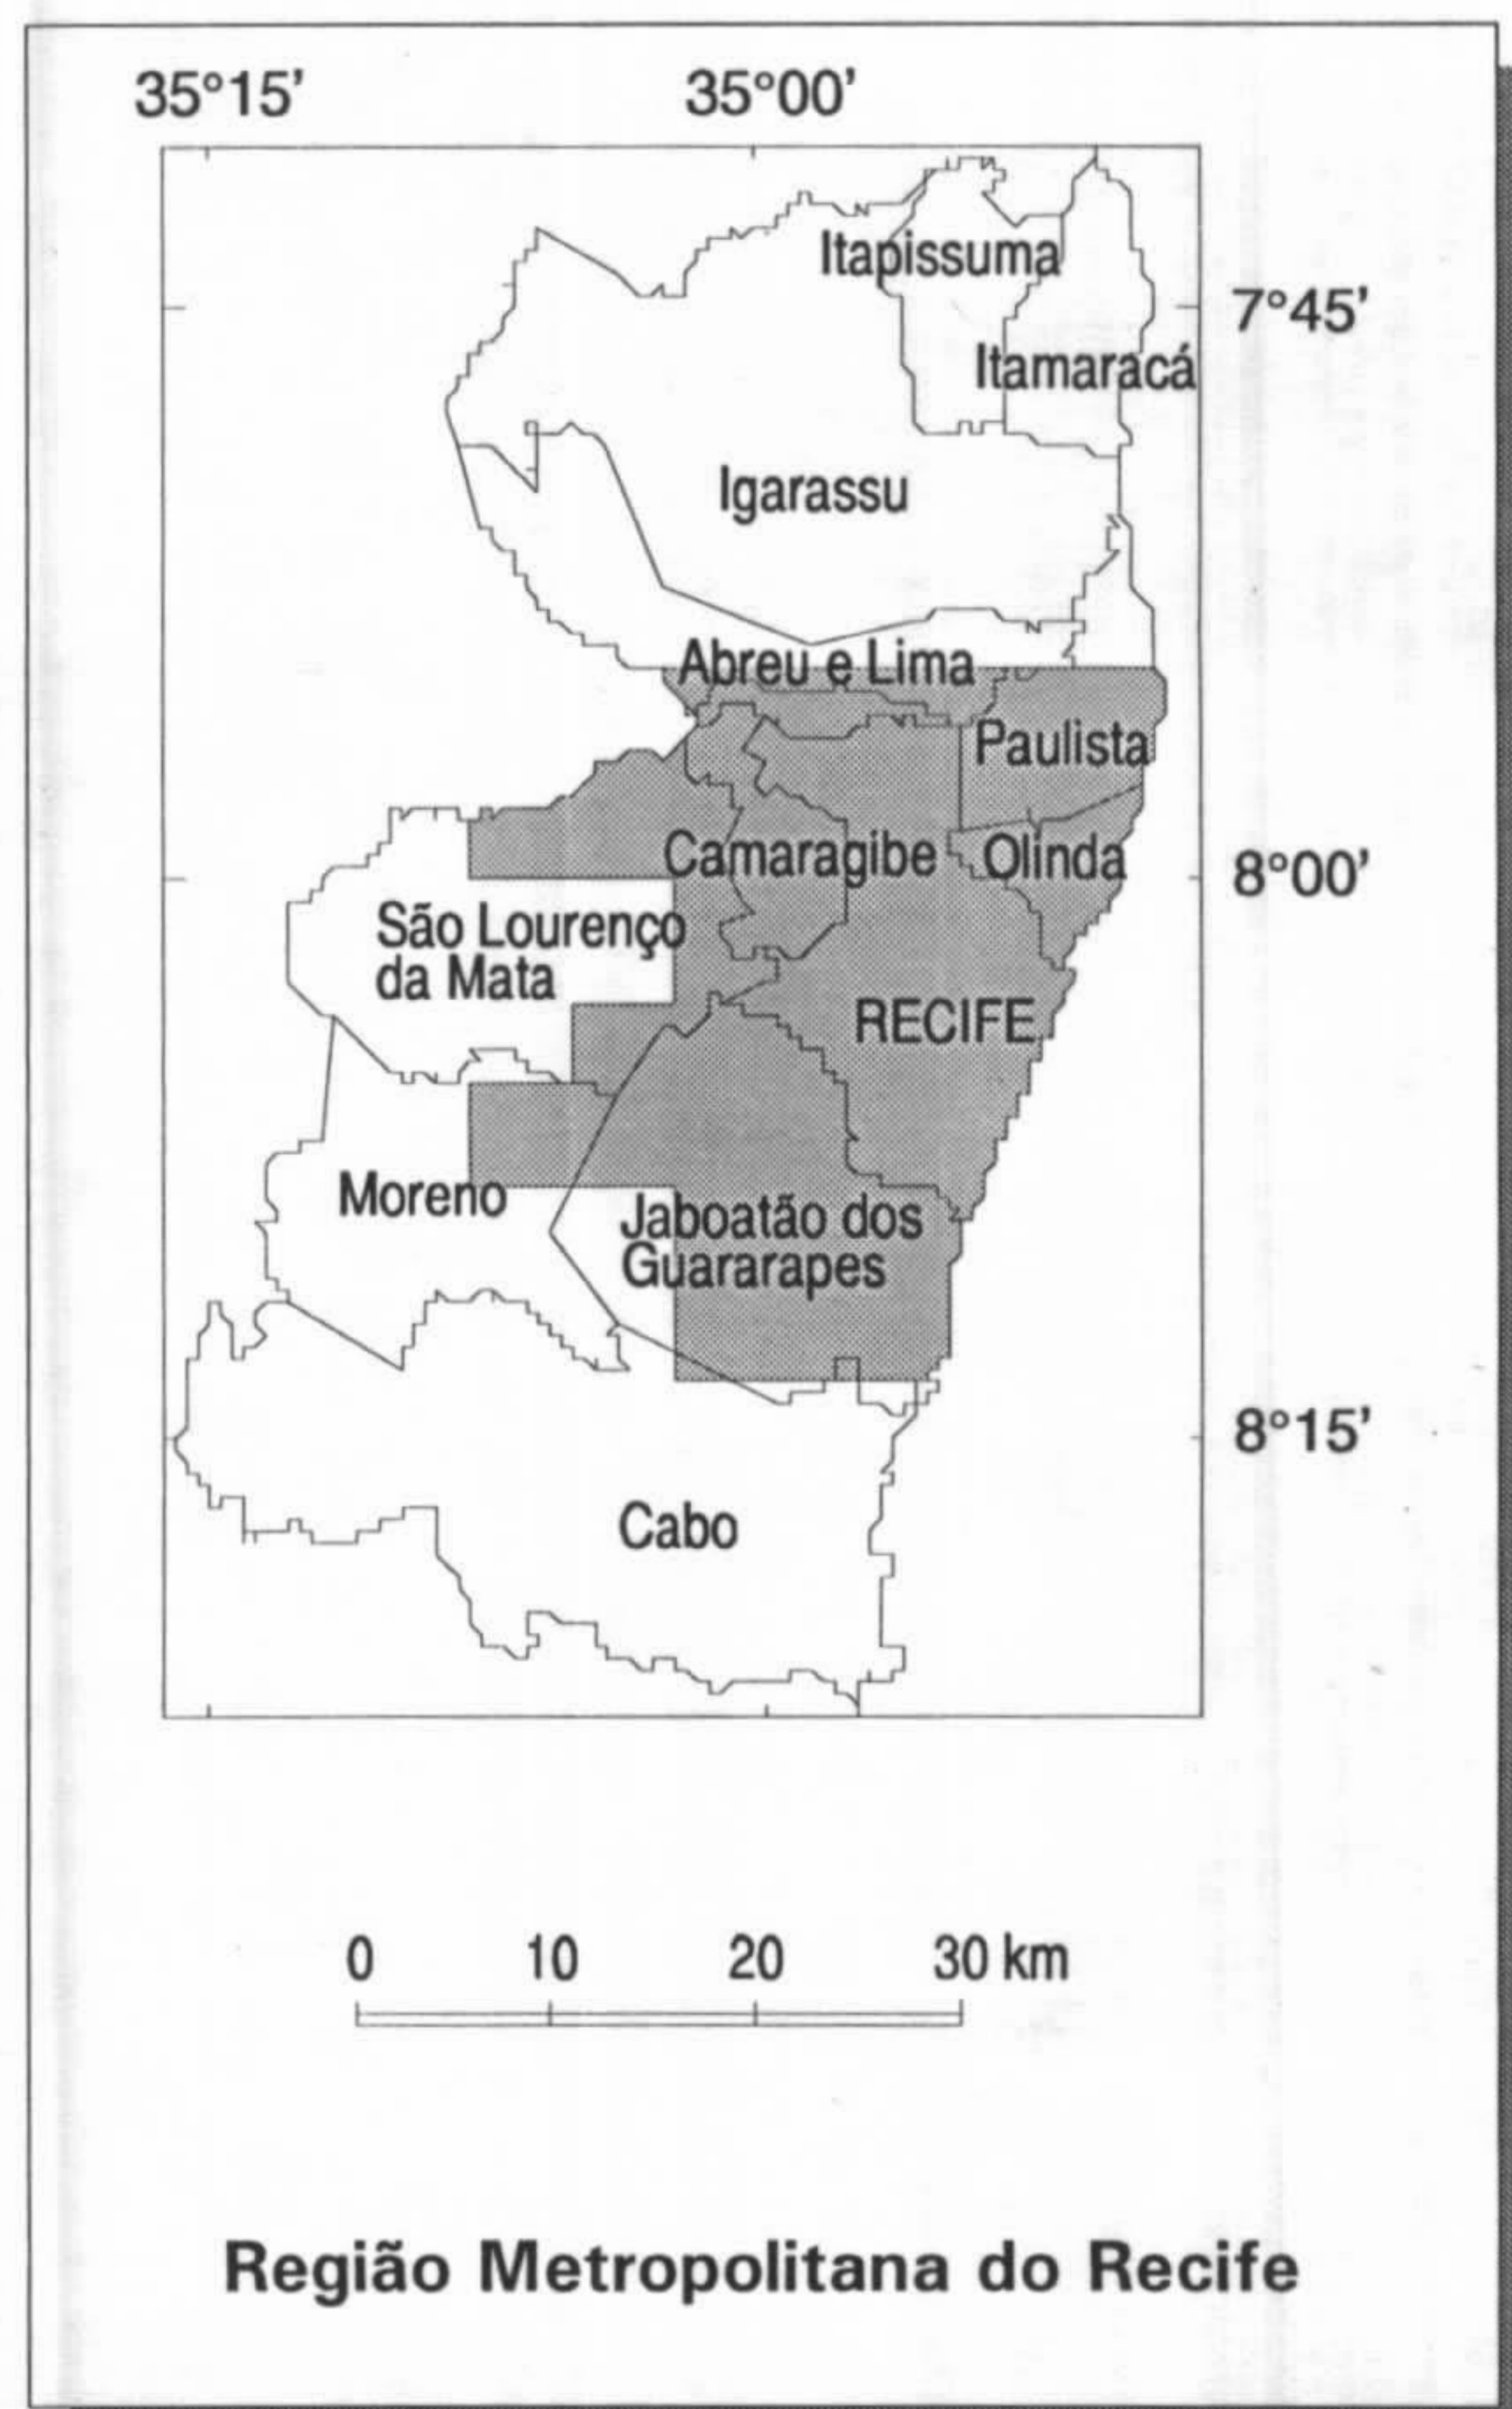 35°15' 35°00'
Itapissuma
7°45'
Itamaracá
Igarassu
Abreu e Lima
Paulista
Camaragibe Olinda 8°00'
São Lourenço
da Mata
RECIFE
Moreno
Jaboatão dos
Guararapes
8°15'
Cabo
0 10 20 30 km
Região Metropolitana do Recife